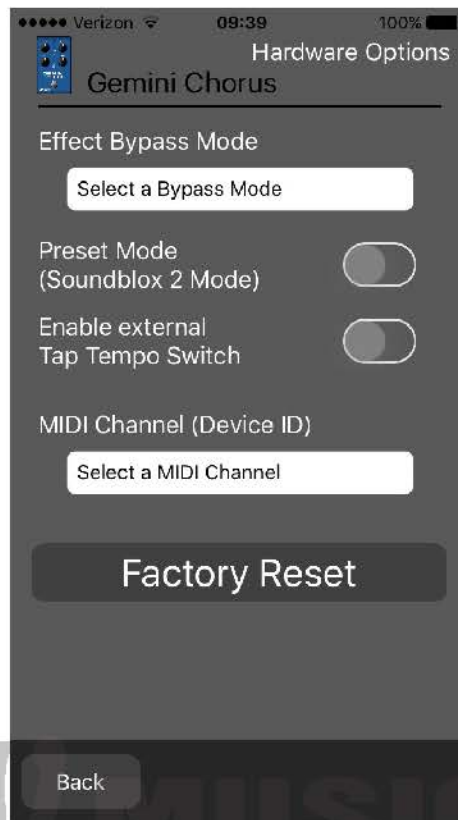 Verizon 09:39 100%
Hardware Options
Gemini Chorus
Effect Bypass Mode
Select a Bypass Mode
Preset Mode
(Soundblox 2 Mode)
Enable external
Tap Tempo Switch
MIDI Channel (Device ID)
Select a MIDI Channel
Factory Reset
Back
MUSIC